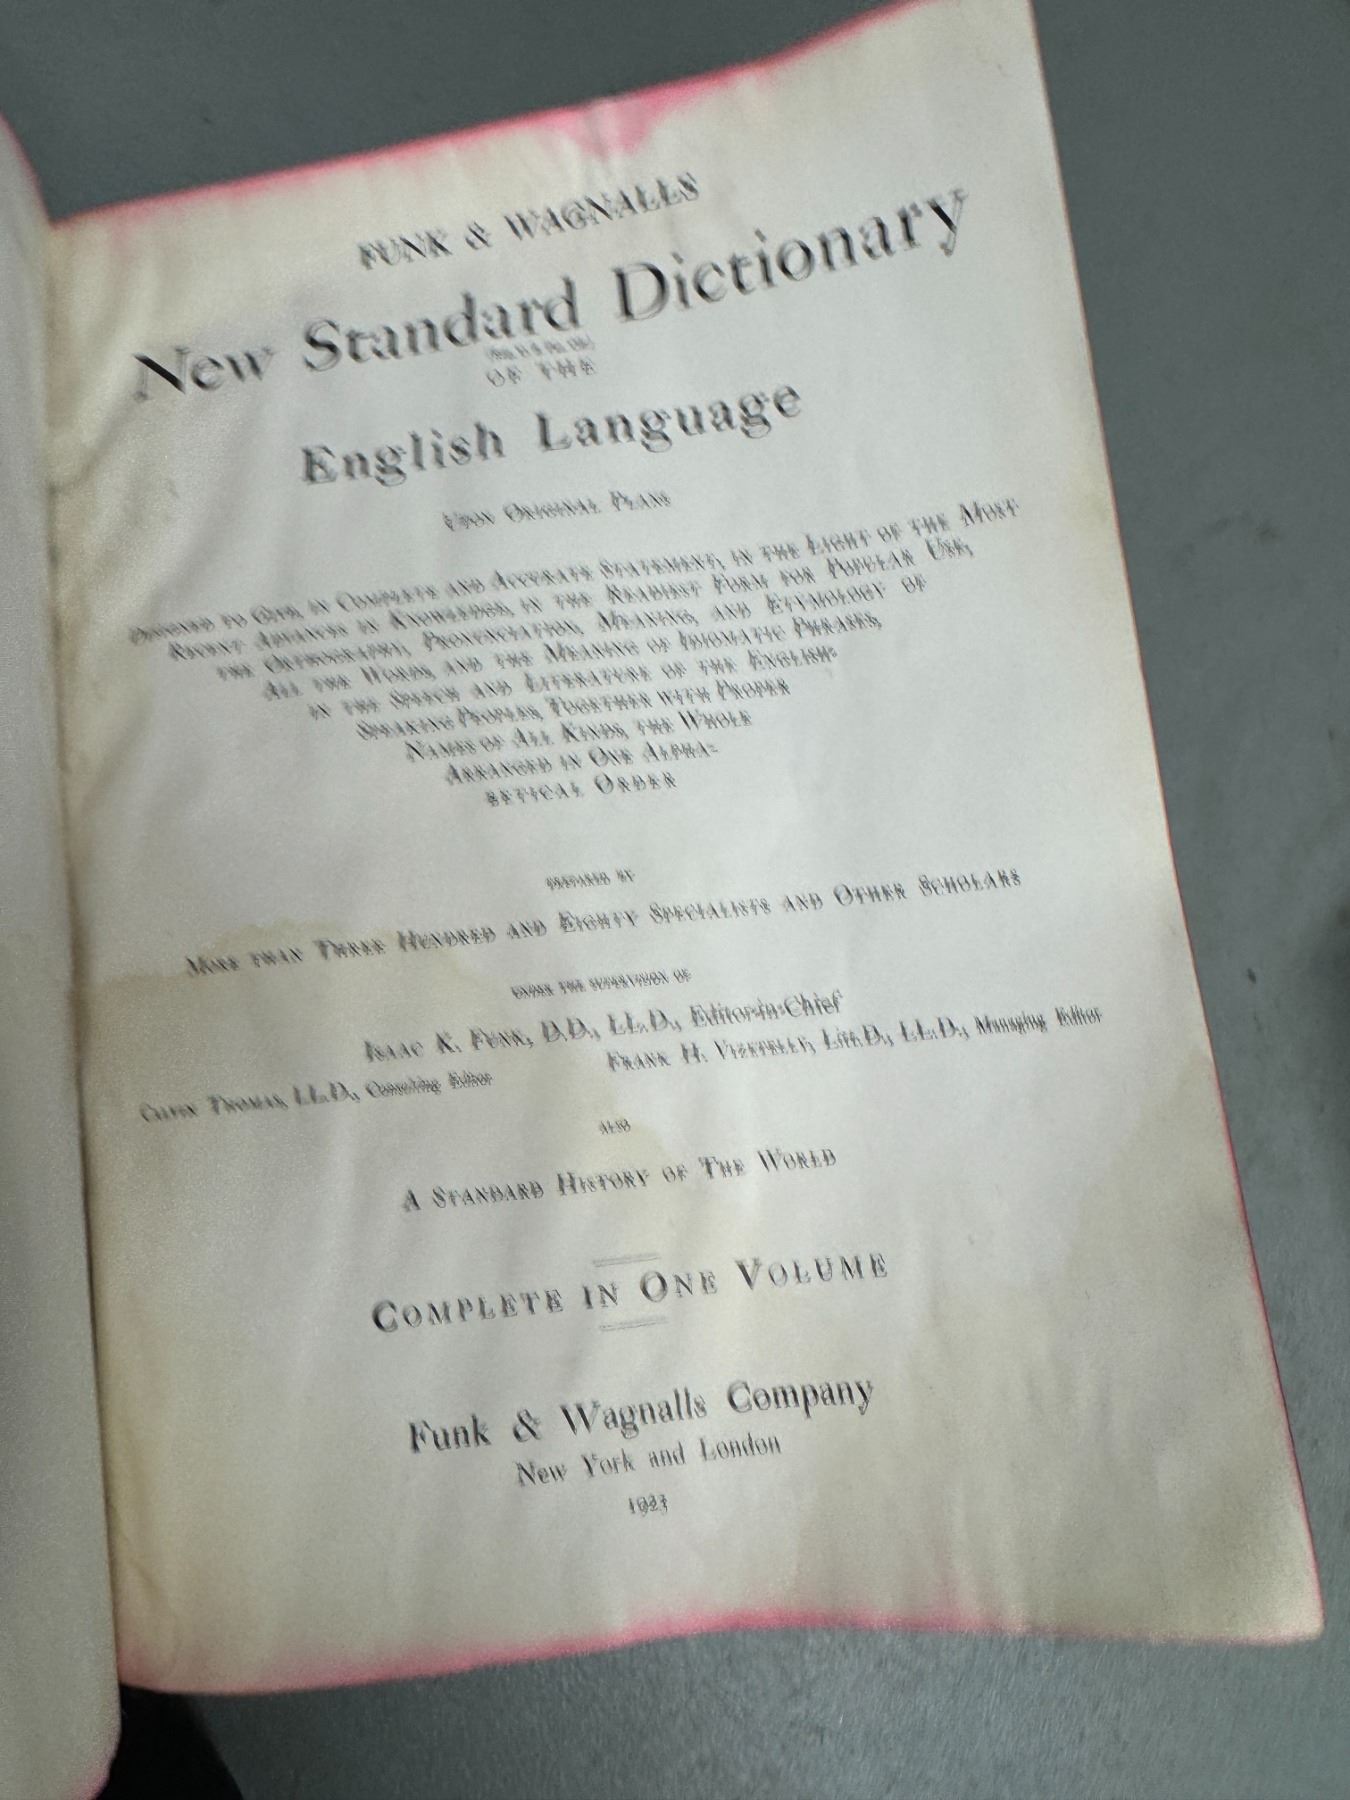 FUNK & WAGNALLS
New Standard Dictionary
OF THE
English Language
UPON ORIGINAL PLANS
DESIGNED TO GIVE, IN COMPLETE AND ACCURATE STATEMENT, IN THE LIGHT OF THE MOST
RECENT ADVANCES IN KNOWLEDGE, IN THE READIEST FORM FOR POPULAR USE,
THE ORTHOGRAPHY, PRONUNCIATION, MEANING, AND ETYMOLOGY OF
ALL THE WORDS, AND THE MEANING OF IDIOMATIC PHRASES,
IN THE SPEECH AND LITERATURE OF THE ENGLISH-
SPEAKING PEOPLES, TOGETHER WITH PROPER
NAMES OF ALL KINDS, THE WHOLE
ARRANGED IN ONE ALPHA-
BETICAL ORDER
PREPARED BY
MORE THAN THREE HUNDRED AND EIGHTY SPECIALISTS AND OTHER SCHOLARS
UNDER THE SUPERVISION OF
ISAAC K. FUNK, D.D., LL.D., Editor-in-Chief
CALVIN THOMAS, LL.D., Consulting Editor FRANK H. VIZETELLY, Litt.D., LL.D., Managing Editor
ALSO
A STANDARD HISTORY OF THE WORLD
COMPLETE IN ONE VOLUME
Funk & Wagnalls Company
New York and London